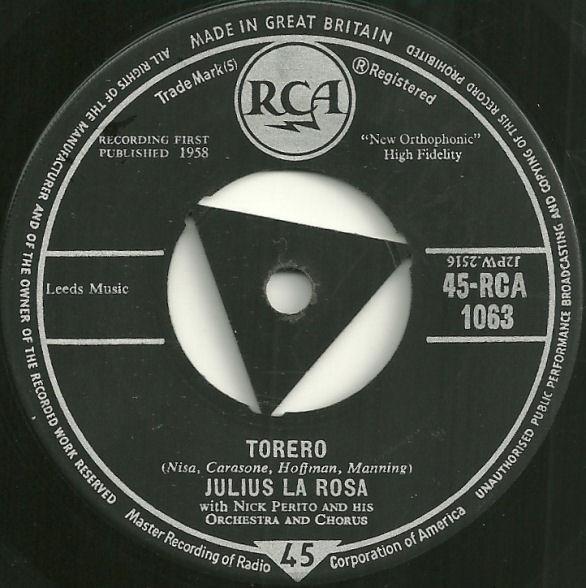 MADE IN GREAT BRITAIN
ALL RIGHTS OF THE MANUFACTURER AND OF THE OWNER OF THE RECORDED WORK RESERVED
UNAUTHORISED PUBLIC PERFORMANCE BROADCASTING AND COPYING OF THIS RECORD PROHIBITED
Trade Mark(S)
® Registered
RCA
RECORDING FIRST
PUBLISHED 1958
"New Orthophonic"
High Fidelity
Leeds Music
J2PW.2516
45-RCA
1063
TORERO
(Nisa, Carasone, Hoffman, Manning)
JULIUS LA ROSA
with NICK PERITO AND HIS
ORCHESTRA AND CHORUS
Master Recording of Radio Corporation of America
45